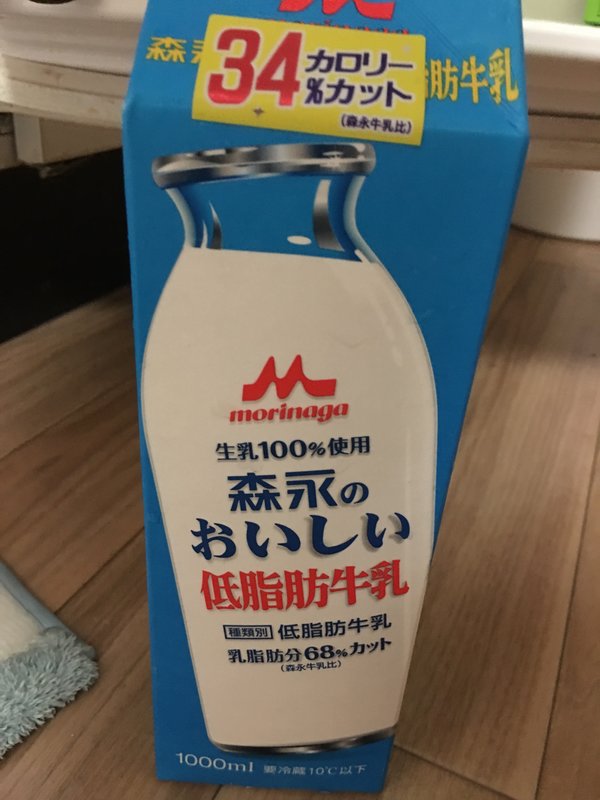 森
肪牛乳
34
カロリー
%カット
(森永牛乳比)
morinaga
生乳100%使用
森永の
おいしい
低脂肪牛乳
種類別 低脂肪牛乳
乳脂肪分68%カット
(森永牛乳比)
1000ml 要冷蔵10℃以下